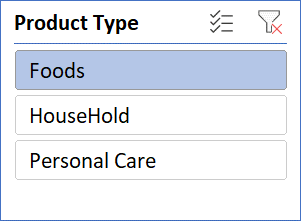 Product Type
Foods
HouseHold
Personal Care